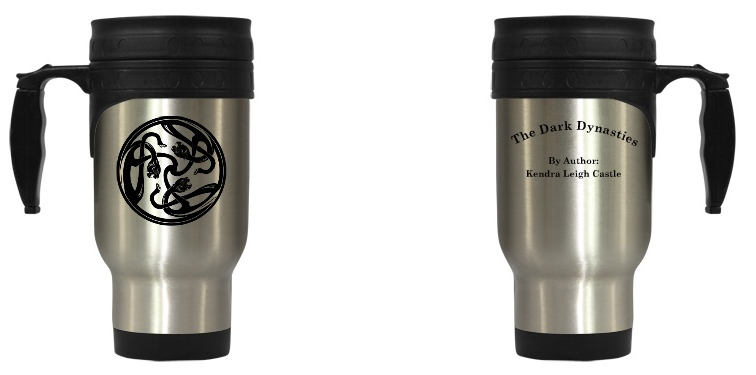 The Dark Dynasties
By Author:
Kendra Leigh Castle